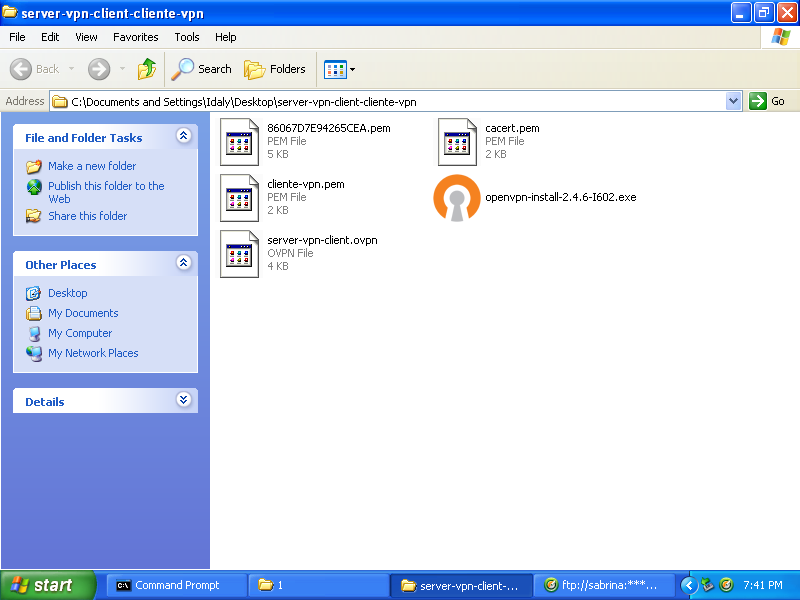 server-vpn-client-cliente-vpn
File Edit View Favorites Tools Help
Back Search Folders
Address C:\Documents and Settings\Idaly\Desktop\server-vpn-client-cliente-vpn Go
File and Folder Tasks
Make a new folder
Publish this folder to the
Web
Share this folder
Other Places
Desktop
My Documents
My Computer
My Network Places
Details
86067D7E94265CEA.pem
PEM File
5 KB
cacert.pem
PEM File
2 KB
cliente-vpn.pem
PEM File
2 KB
openvpn-install-2.4.6-I602.exe
server-vpn-client.ovpn
OVPN File
4 KB
start C:\ Command Prompt 1 server-vpn-client-... ftp://sabrina:***... 7:41 PM